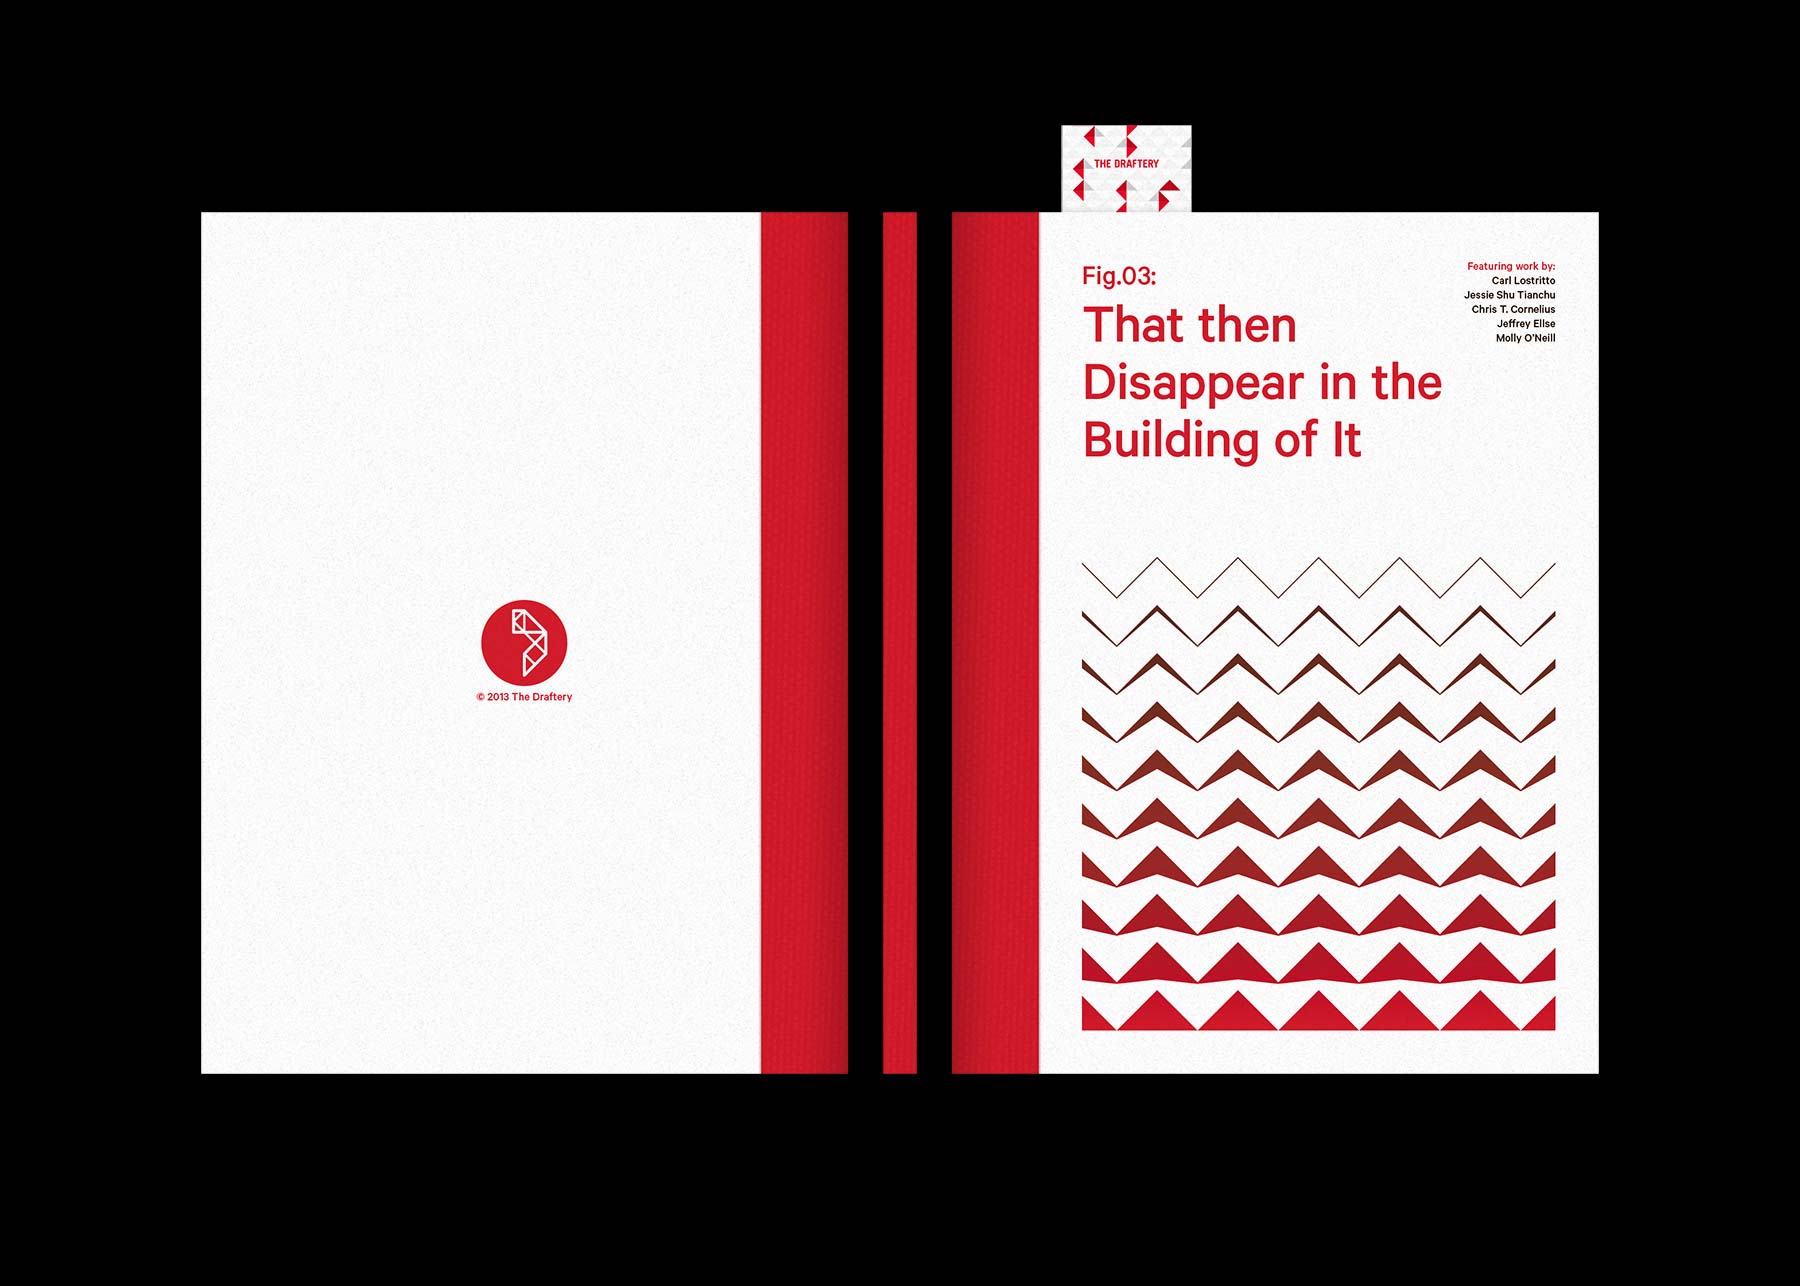 THE DRAFTERY
Fig.03:
That then
Disappear in the
Building of It
Featuring work by:
Carl Lostritto
Jessie Shu Tianchu
Chris T. Cornelius
Jeffrey Ellse
Molly O'Neill
© 2013 The Draftery